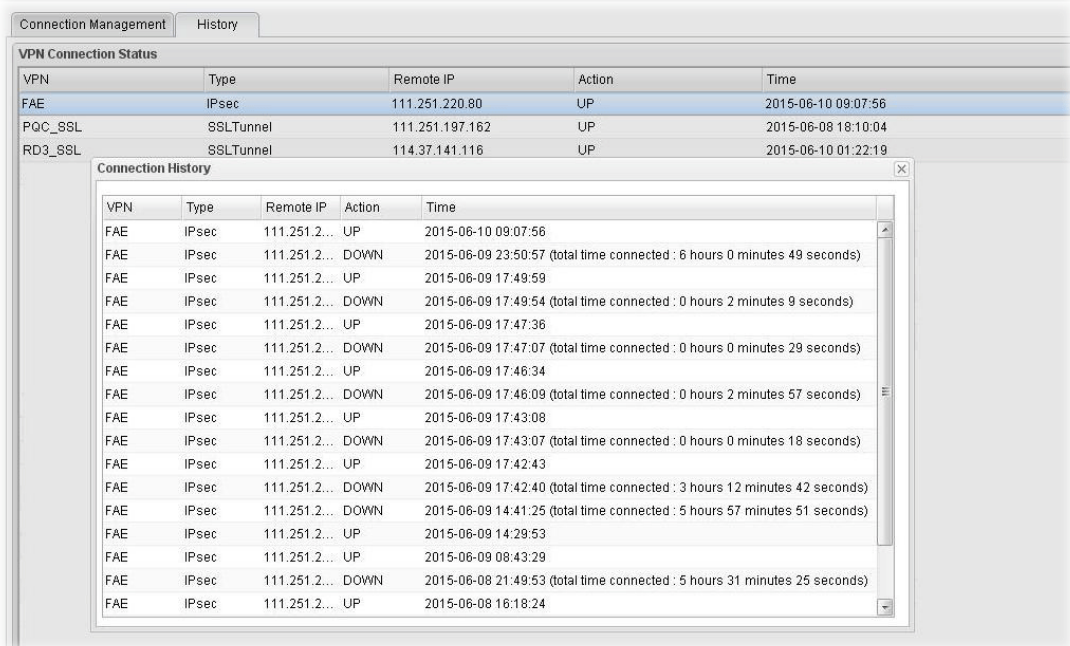 Connection Management History
VPN Connection Status
VPN Type Remote IP Action Time
FAE IPsec 111.251.220.80 UP 2015-06-10 09:07:56
PQC_SSL SSLTunnel 111.251.197.162 UP 2015-06-08 18:10:04
RD3_SSL SSLTunnel 114.37.141.116 UP 2015-06-10 01:22:19
Connection History
VPN Type Remote IP Action Time
FAE IPsec 111.251.2... UP 2015-06-10 09:07:56
FAE IPsec 111.251.2... DOWN 2015-06-09 23:50:57 (total time connected : 6 hours 0 minutes 49 seconds)
FAE IPsec 111.251.2... UP 2015-06-09 17:49:59
FAE IPsec 111.251.2... DOWN 2015-06-09 17:49:54 (total time connected : 0 hours 2 minutes 9 seconds)
FAE IPsec 111.251.2... UP 2015-06-09 17:47:36
FAE IPsec 111.251.2... DOWN 2015-06-09 17:47:07 (total time connected : 0 hours 0 minutes 29 seconds)
FAE IPsec 111.251.2... UP 2015-06-09 17:46:34
FAE IPsec 111.251.2... DOWN 2015-06-09 17:46:09 (total time connected : 0 hours 2 minutes 57 seconds)
FAE IPsec 111.251.2... UP 2015-06-09 17:43:08
FAE IPsec 111.251.2... DOWN 2015-06-09 17:43:07 (total time connected : 0 hours 0 minutes 18 seconds)
FAE IPsec 111.251.2... UP 2015-06-09 17:42:43
FAE IPsec 111.251.2... DOWN 2015-06-09 17:42:40 (total time connected : 3 hours 12 minutes 42 seconds)
FAE IPsec 111.251.2... DOWN 2015-06-09 14:41:25 (total time connected : 5 hours 57 minutes 51 seconds)
FAE IPsec 111.251.2... UP 2015-06-09 14:29:53
FAE IPsec 111.251.2... UP 2015-06-09 08:43:29
FAE IPsec 111.251.2... DOWN 2015-06-08 21:49:53 (total time connected : 5 hours 31 minutes 25 seconds)
FAE IPsec 111.251.2... UP 2015-06-08 16:18:24